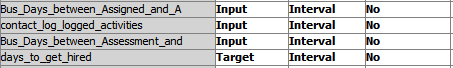 Bus_Days_between_Assigned_and_A Input Interval No
contact_log_logged_activities Input Interval No
Bus_Days_between_Assessment_and Input Interval No
days_to_get_hired Target Interval No